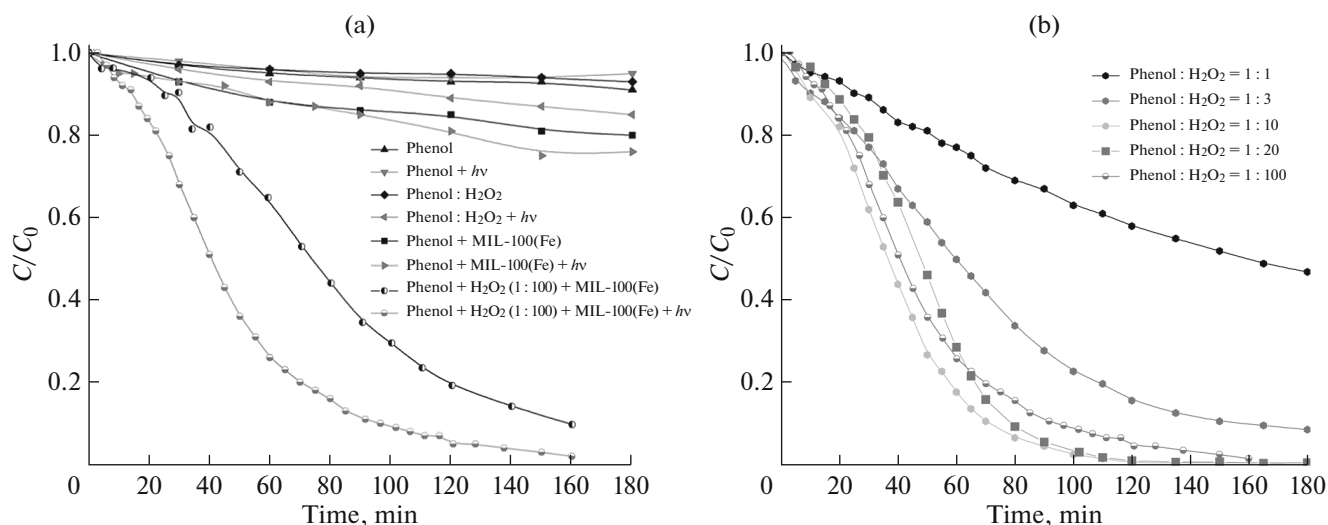 (a)
1.0
0.8
0.6
0.4
0.2
C/C₀
Phenol
Phenol + hν
Phenol : H₂O₂
Phenol : H₂O₂ + hν
Phenol + MIL-100(Fe)
Phenol + MIL-100(Fe) + hν
Phenol + H₂O₂ (1 : 100) + MIL-100(Fe)
Phenol + H₂O₂ (1 : 100) + MIL-100(Fe) + hν
0 20 40 60 80 100 120 140 160 180
Time, min
(b)
1.0
0.8
0.6
0.4
0.2
C/C₀
Phenol : H₂O₂ = 1 : 1
Phenol : H₂O₂ = 1 : 3
Phenol : H₂O₂ = 1 : 10
Phenol : H₂O₂ = 1 : 20
Phenol : H₂O₂ = 1 : 100
0 20 40 60 80 100 120 140 160 180
Time, min